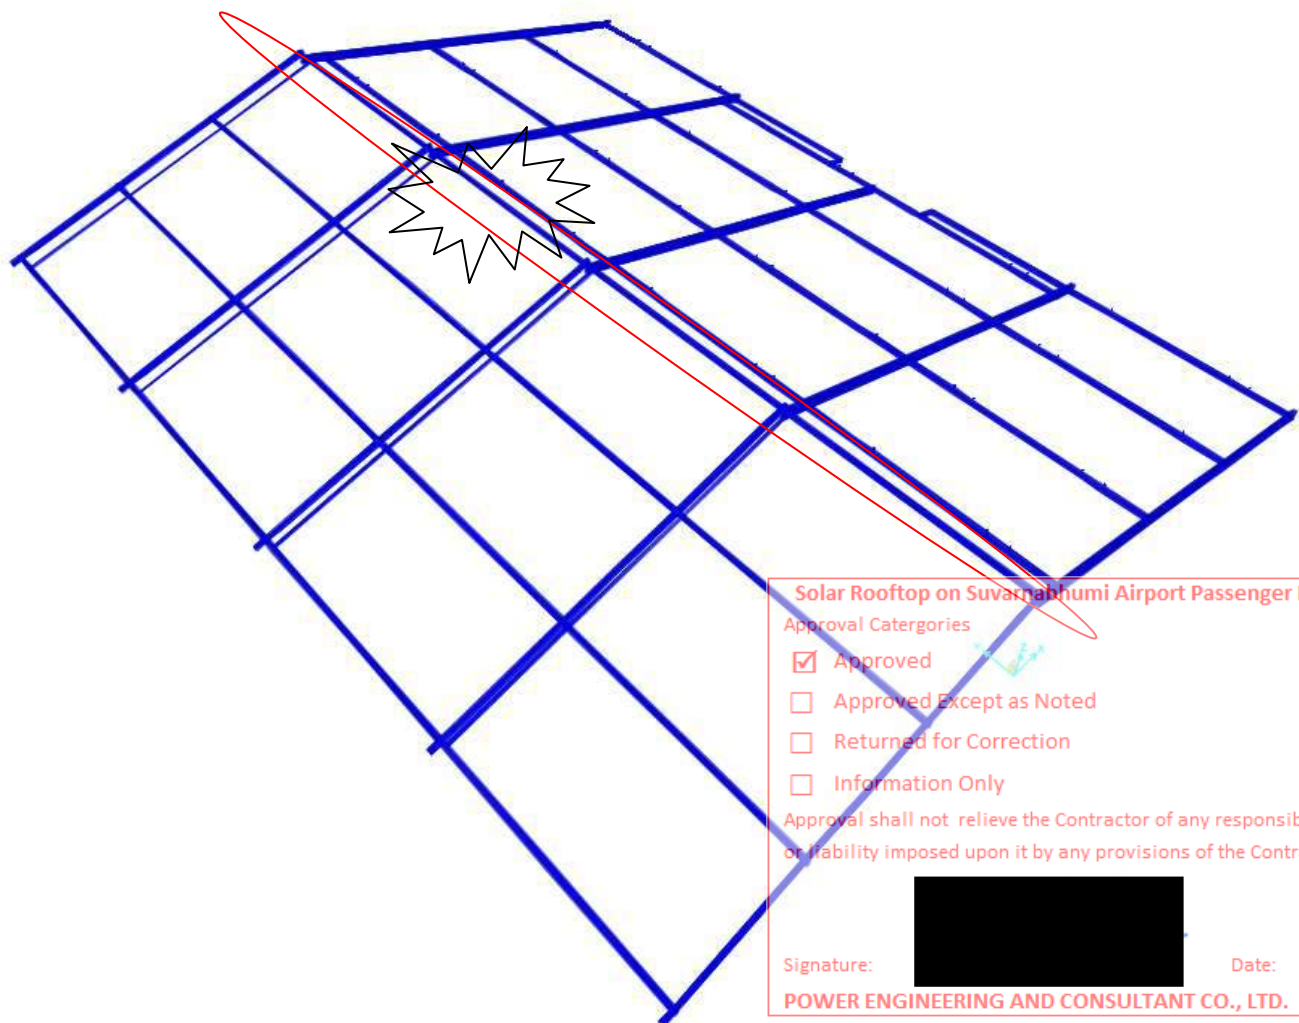 Solar Rooftop on Suvarnabhumi Airport Passenger
Approval Catergories
Approved
Approved Except as Noted
Returned for Correction
Information Only
Approval shall not relieve the Contractor of any
or liability imposed upon it by any provisions of the
Signature:
Date:
POWER ENGINEERING AND CONSULTANT CO., LTD.